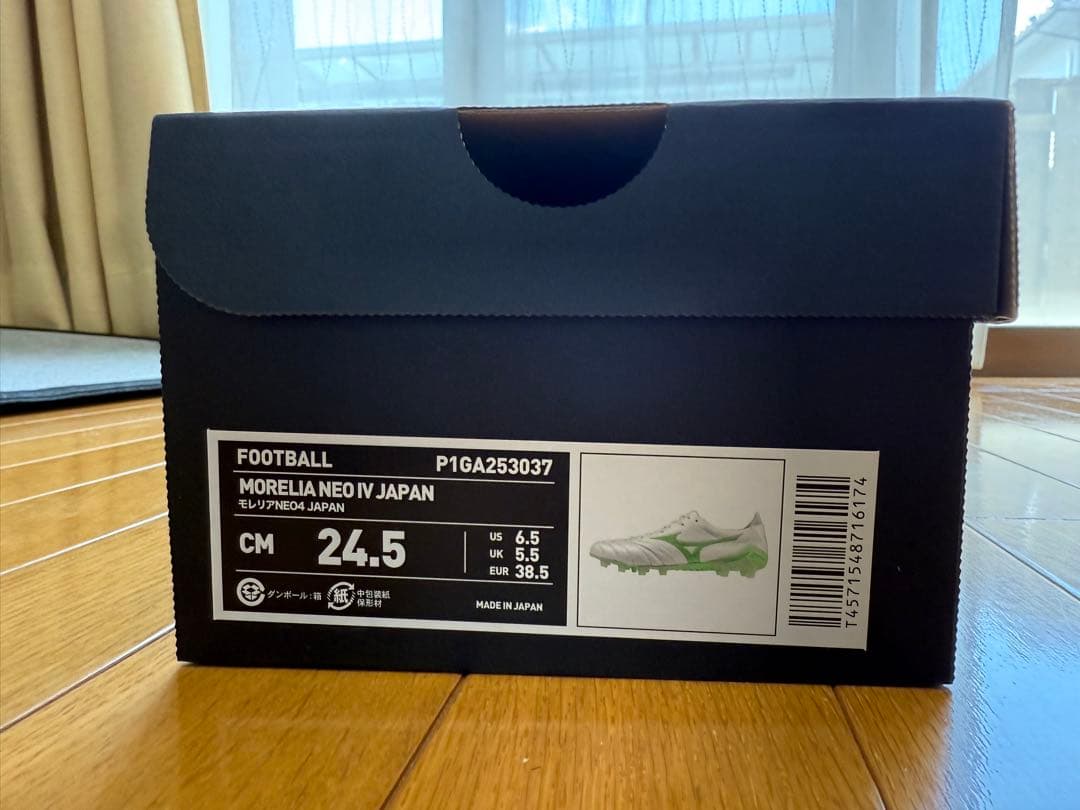 FOOTBALL P1GA253037
MORELIA NEO IV JAPAN
モレリアNEO4 JAPAN
CM 24.5
US 6.5
UK 5.5
EUR 38.5
ダンボール:箱
紙 中包装紙
保形材
MADE IN JAPAN
T4571548716174